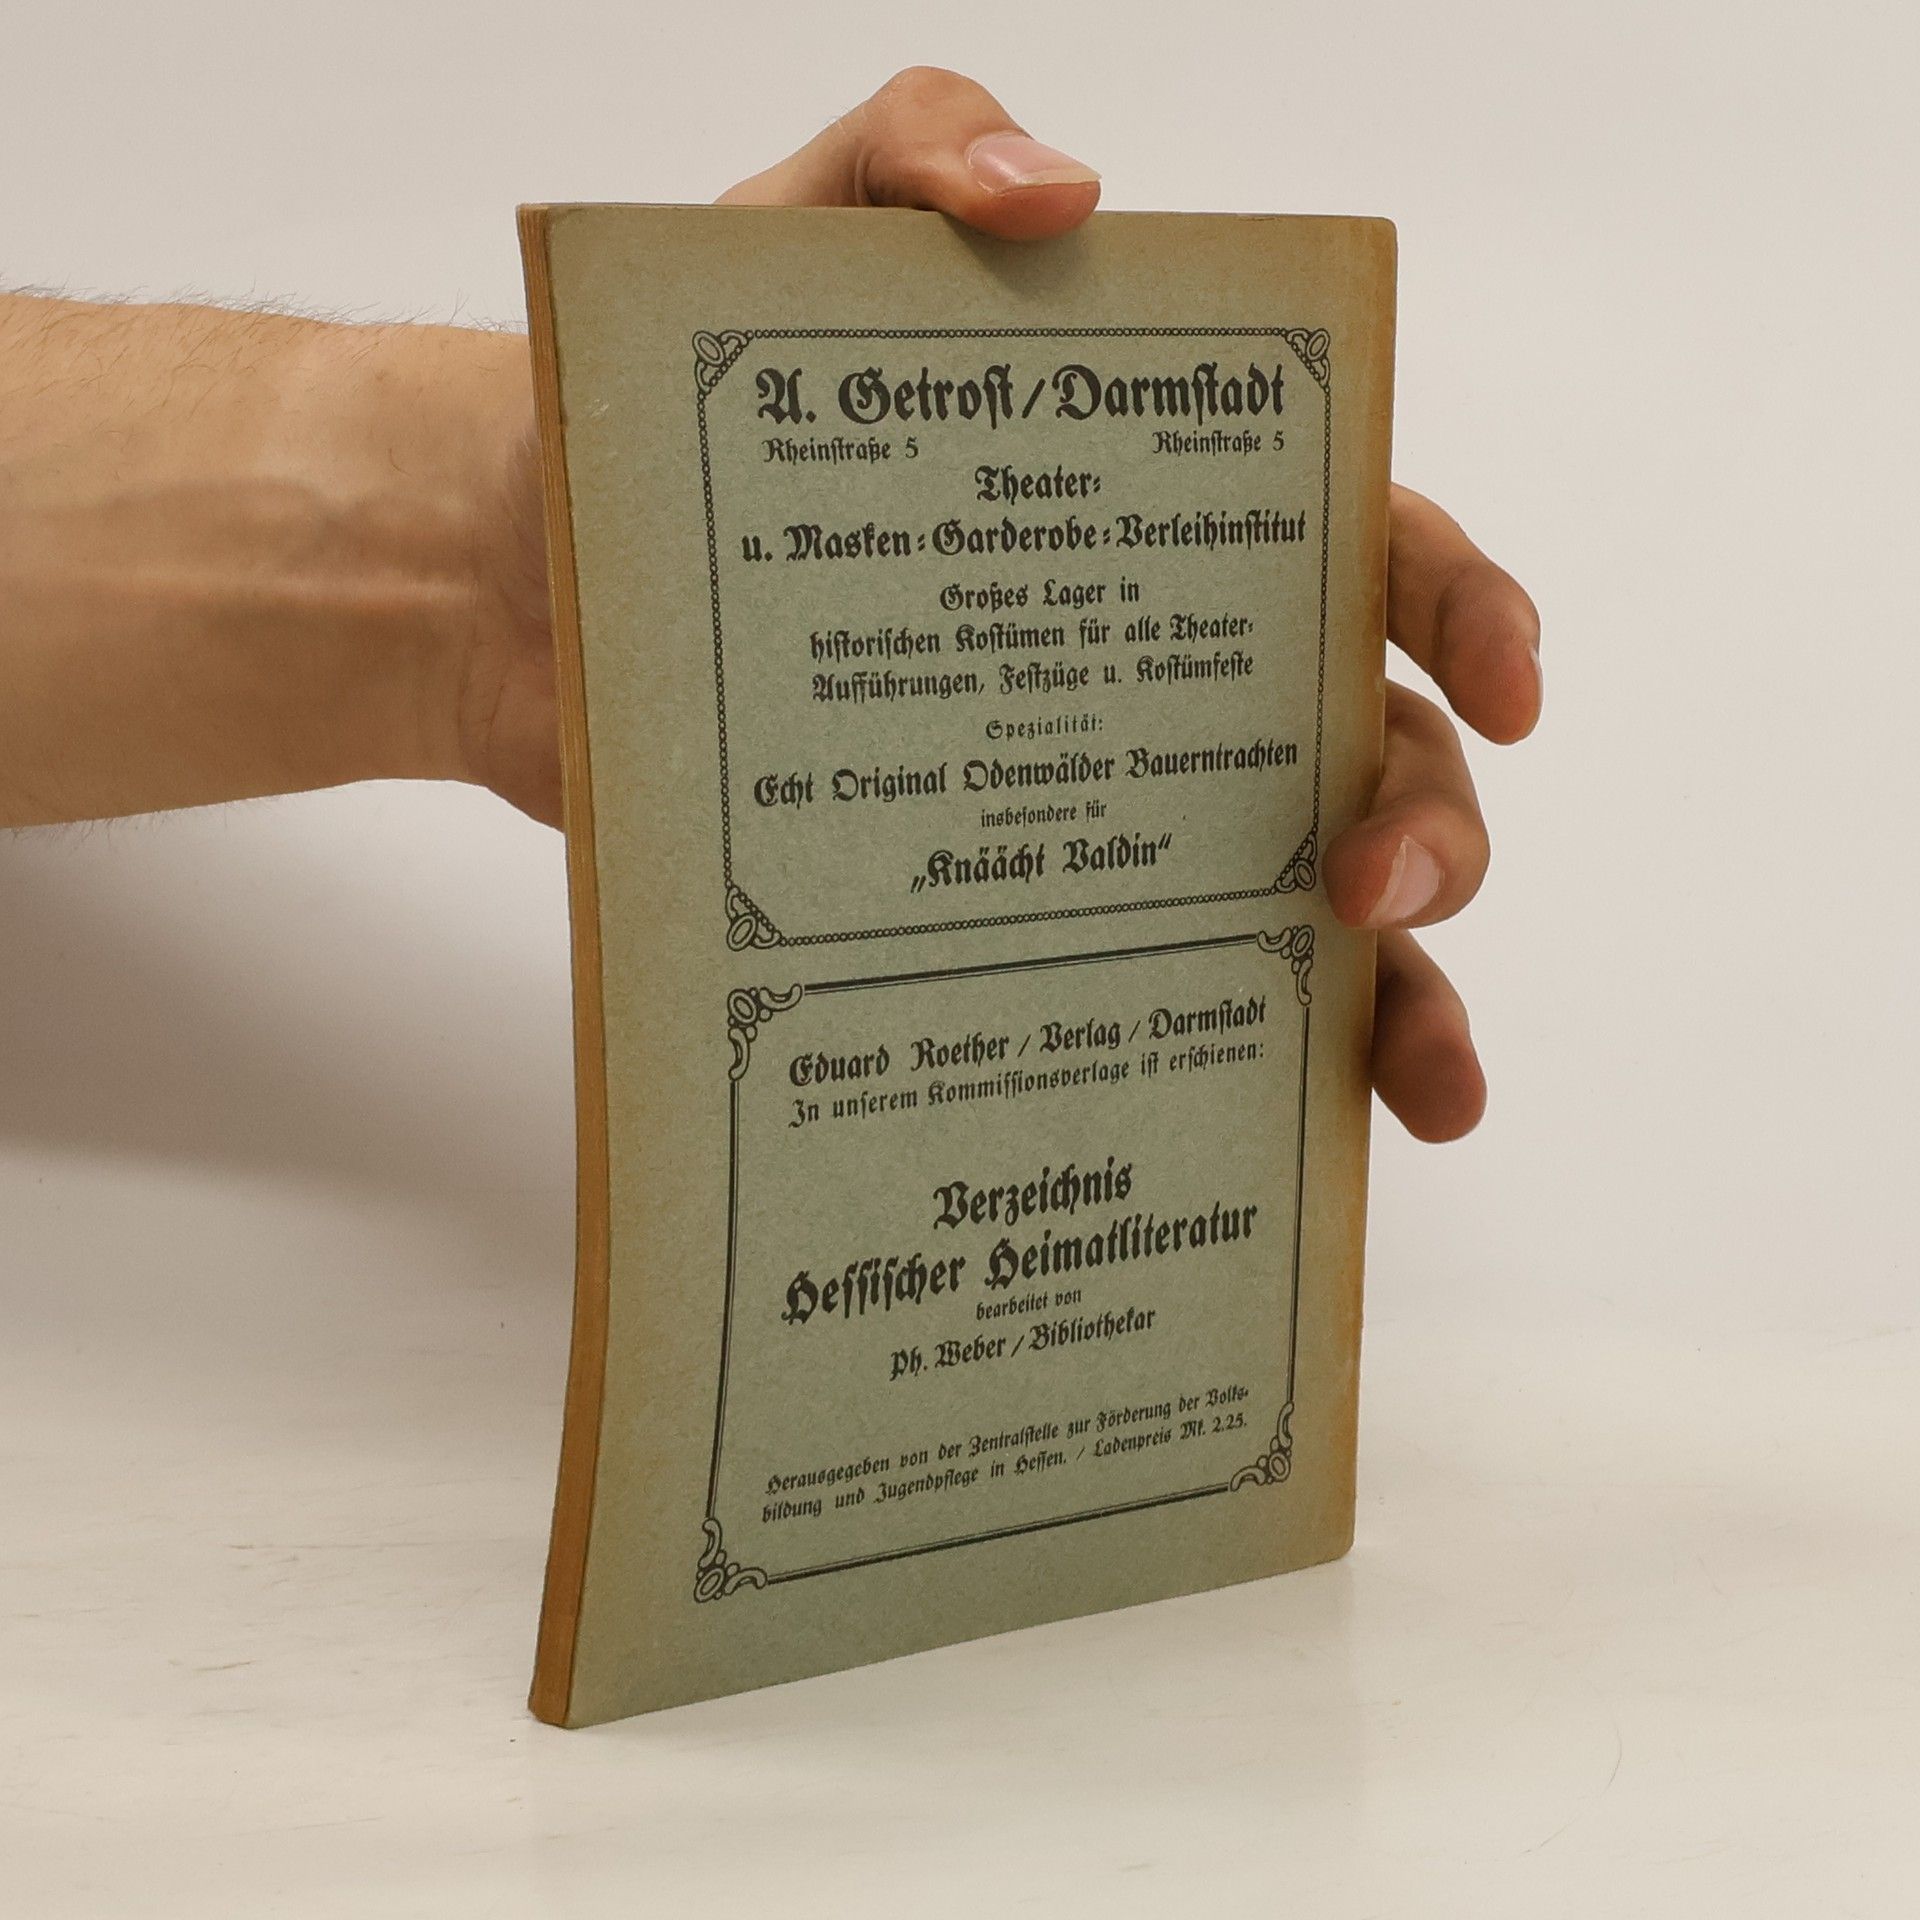 A. Getrost / Darmstadt
Rheinstraße 5 Rheinstraße 5
Theater-
u. Masken-Garderobe-Verleihinstitut
Großes Lager in
historischen Kostümen für alle Theater-
Aufführungen, Festzüge u. Kostümfeste
Spezialität:
Echt Original Odenwälder Bauerntrachten
insbesondere für
„Knäächt Valdin“
Eduard Roether / Verlag / Darmstadt
In unserem Kommissionsverlage ist erschienen:
Verzeichnis
Hessischer Heimatliteratur
bearbeitet von
Ph. Weber / Bibliothekar
Herausgegeben von der Zentralstelle zur Förderung der Volks-
bildung und Jugendpflege in Hessen. / Ladenpreis Mk. 2.25.